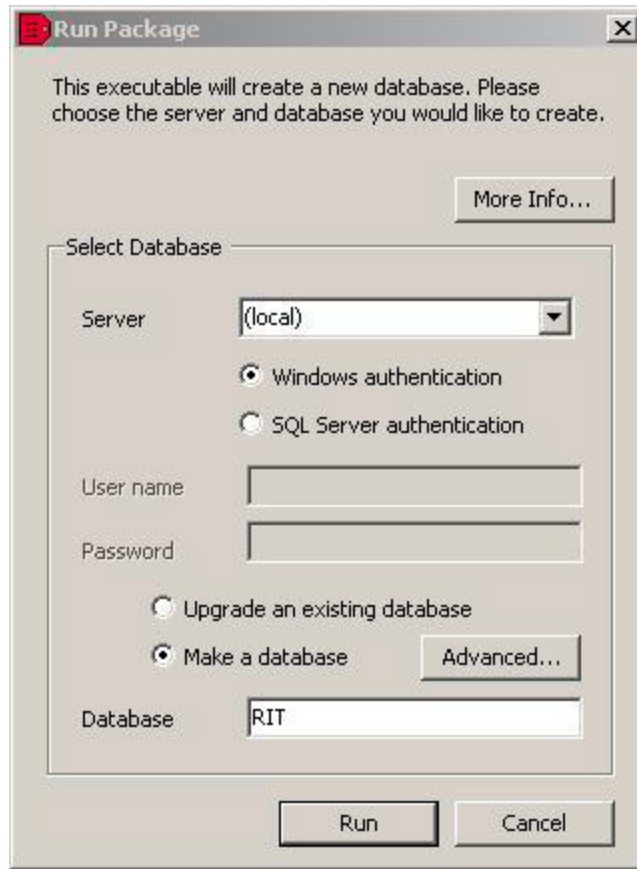 Run Package
This executable will create a new database. Please
choose the server and database you would like to create.
More Info...
Select Database
Server
(local)
Windows authentication
SQL Server authentication
User name
Password
Upgrade an existing database
Make a database
Advanced...
Database
RIT
Run
Cancel